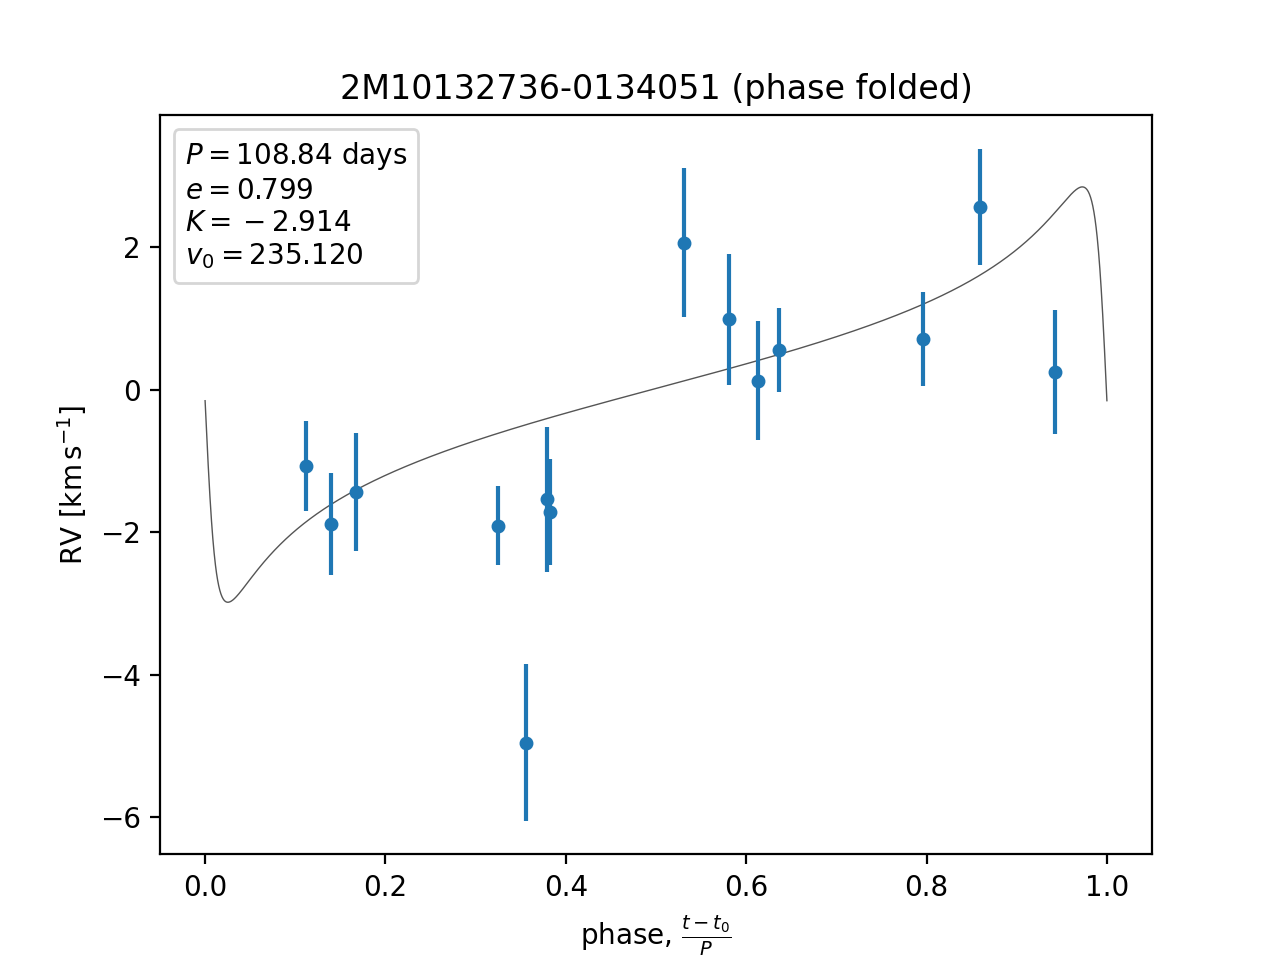 2M10132736-0134051 (phase folded)
P = 108.84 days
e = 0.799
K = −2.914
v₀ = 235.120
RV [km s⁻¹]
2
0
−2
−4
−6
0.0 0.2 0.4 0.6 0.8 1.0
phase, (t − t₀)/P